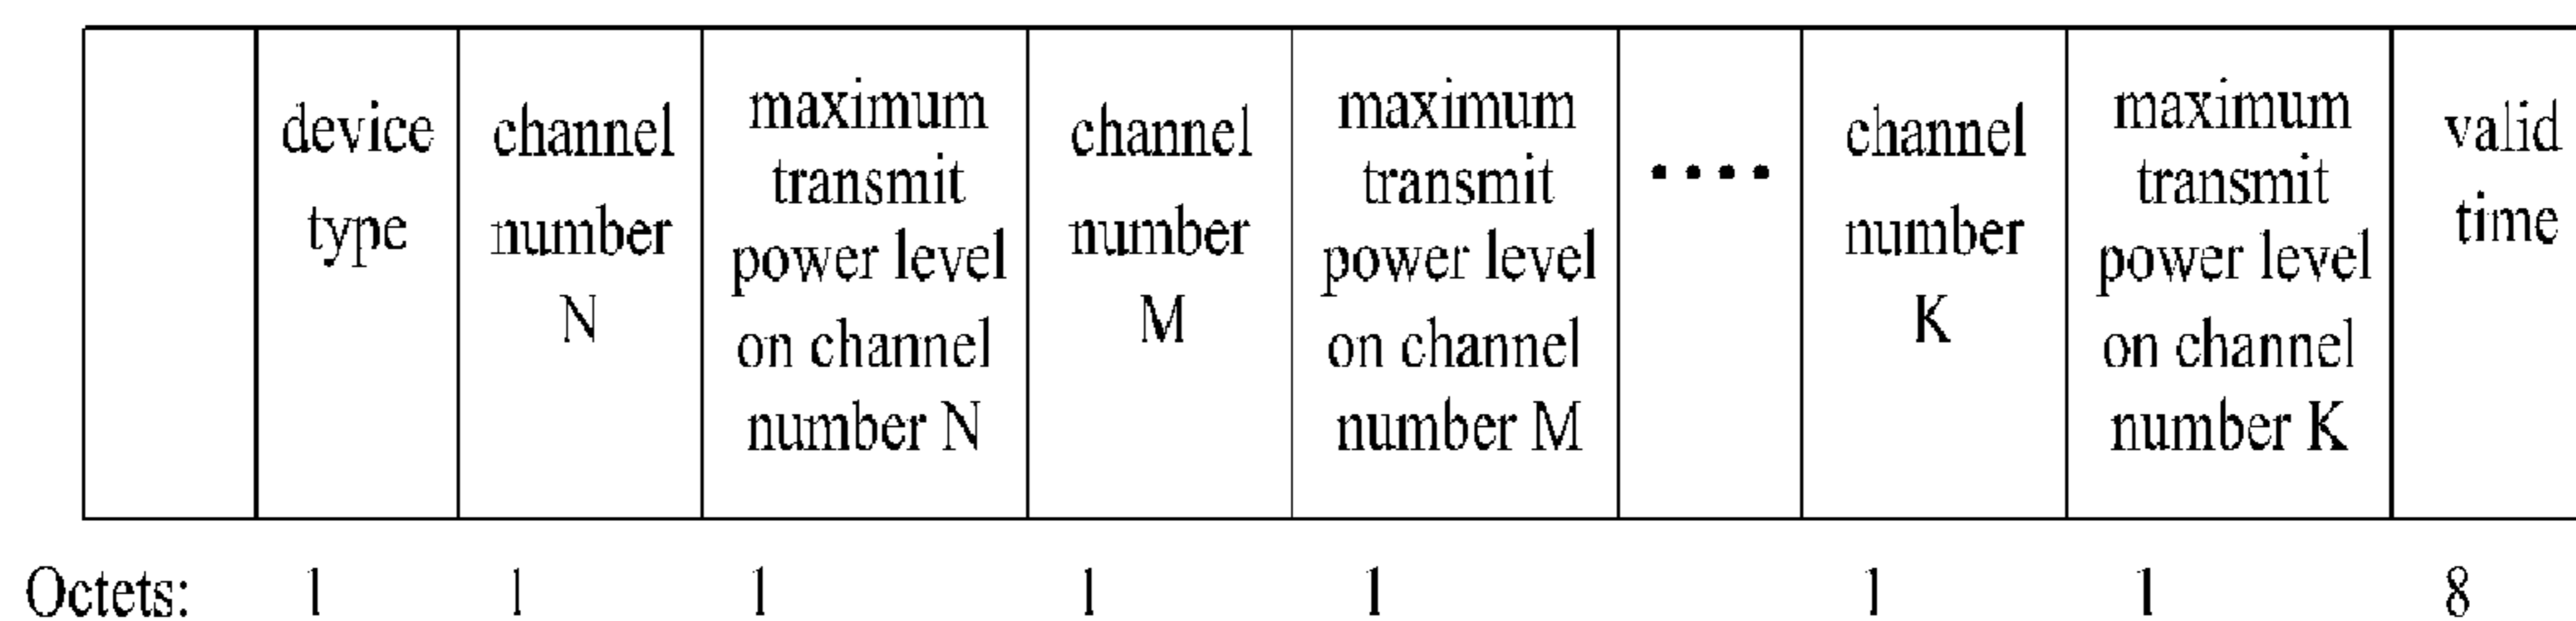 device
type
channel
number
N
maximum
transmit
power level
on channel
number N
channel
number
M
maximum
transmit
power level
on channel
number M
....
channel
number
K
maximum
transmit
power level
on channel
number K
valid
time
Octets: 1 1 1 1 1 1 1 8